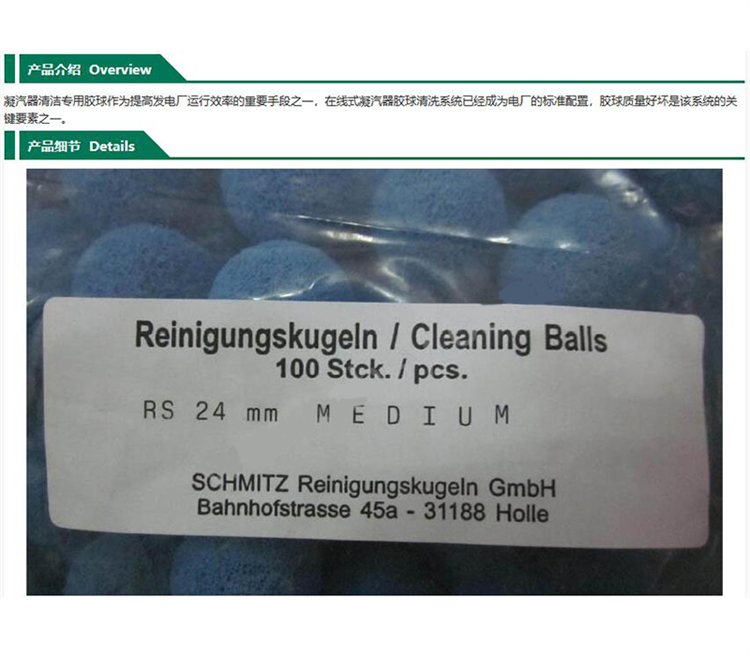 产品介绍 Overview
凝汽器清洁专用胶球作为提高发电厂运行效率的重要手段之一，在线式凝汽器胶球清洗系统已经成为电厂的标准配置，胶球质量好坏是该系统的关
键要素之一。
产品细节 Details
Reinigungskugeln / Cleaning Balls
100 Stck. / pcs.
RS 24 mm MEDIUM
SCHMITZ Reinigungskugeln GmbH
Bahnhofstrasse 45a - 31188 Holle